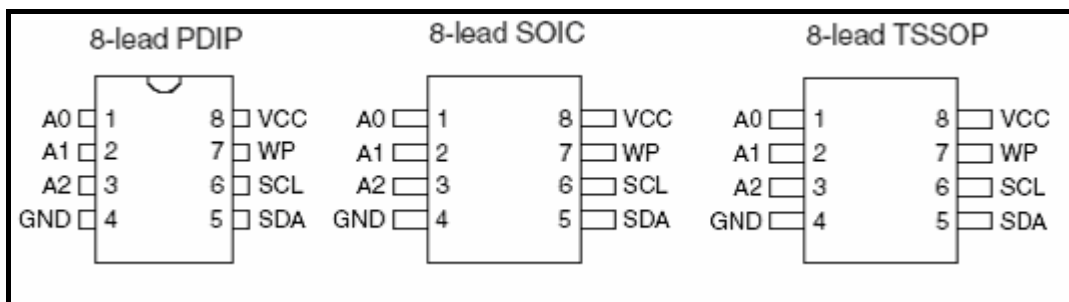 8-lead PDIP 8-lead SOIC 8-lead TSSOP
A0 1 8 VCC A0 1 8 VCC A0 1 8 VCC
A1 2 7 WP A1 2 7 WP A1 2 7 WP
A2 3 6 SCL A2 3 6 SCL A2 3 6 SCL
GND 4 5 SDA GND 4 5 SDA GND 4 5 SDA